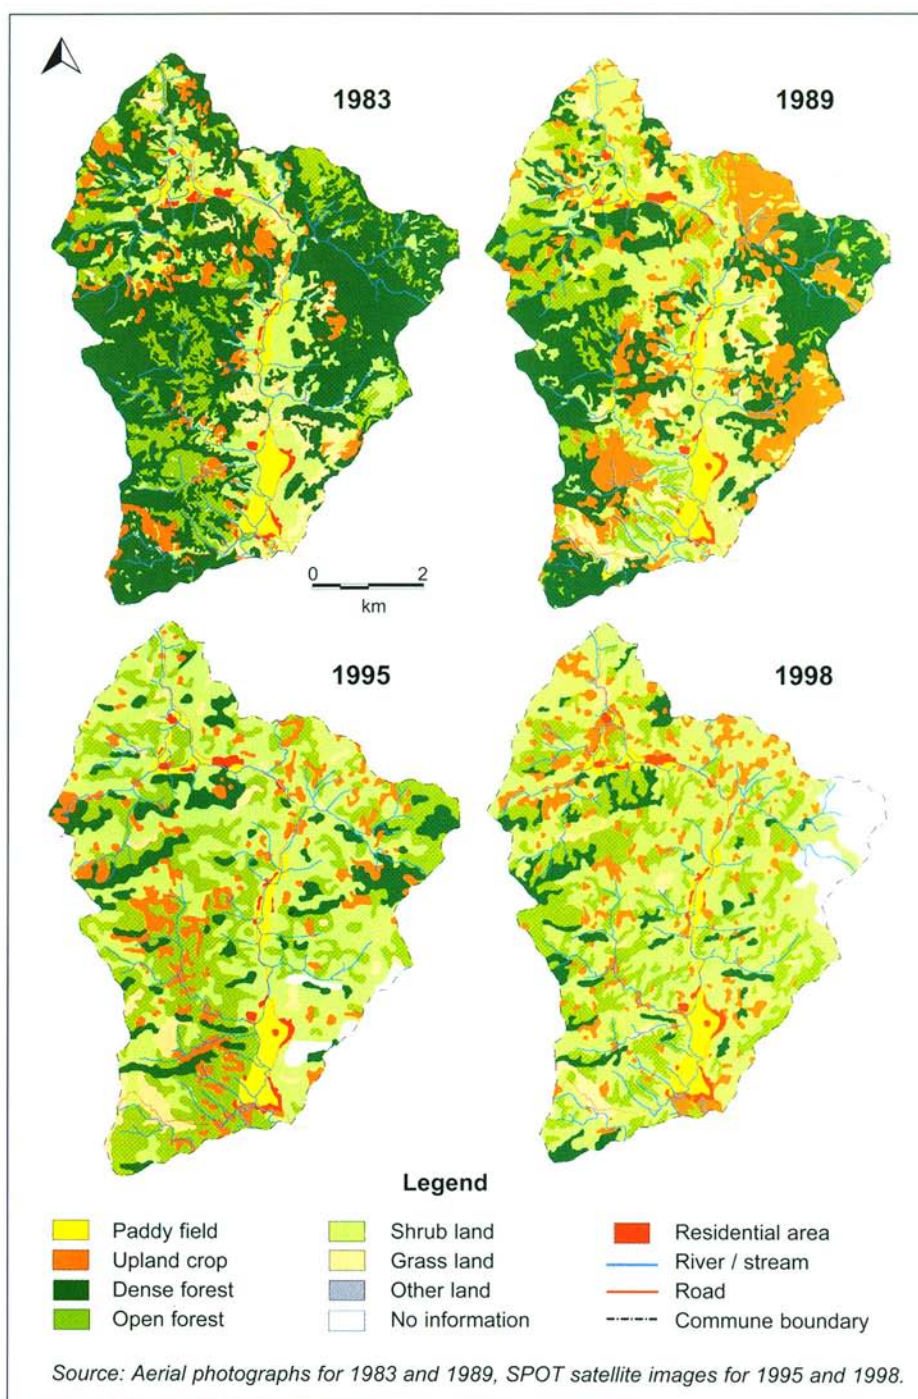 1983
1989
0 2
km
1995
1998
Legend
Paddy field
Upland crop
Dense forest
Open forest
Shrub land
Grass land
Other land
No information
Residential area
River / stream
Road
Commune boundary
Source: Aerial photographs for 1983 and 1989, SPOT satellite images for 1995 and 1998.